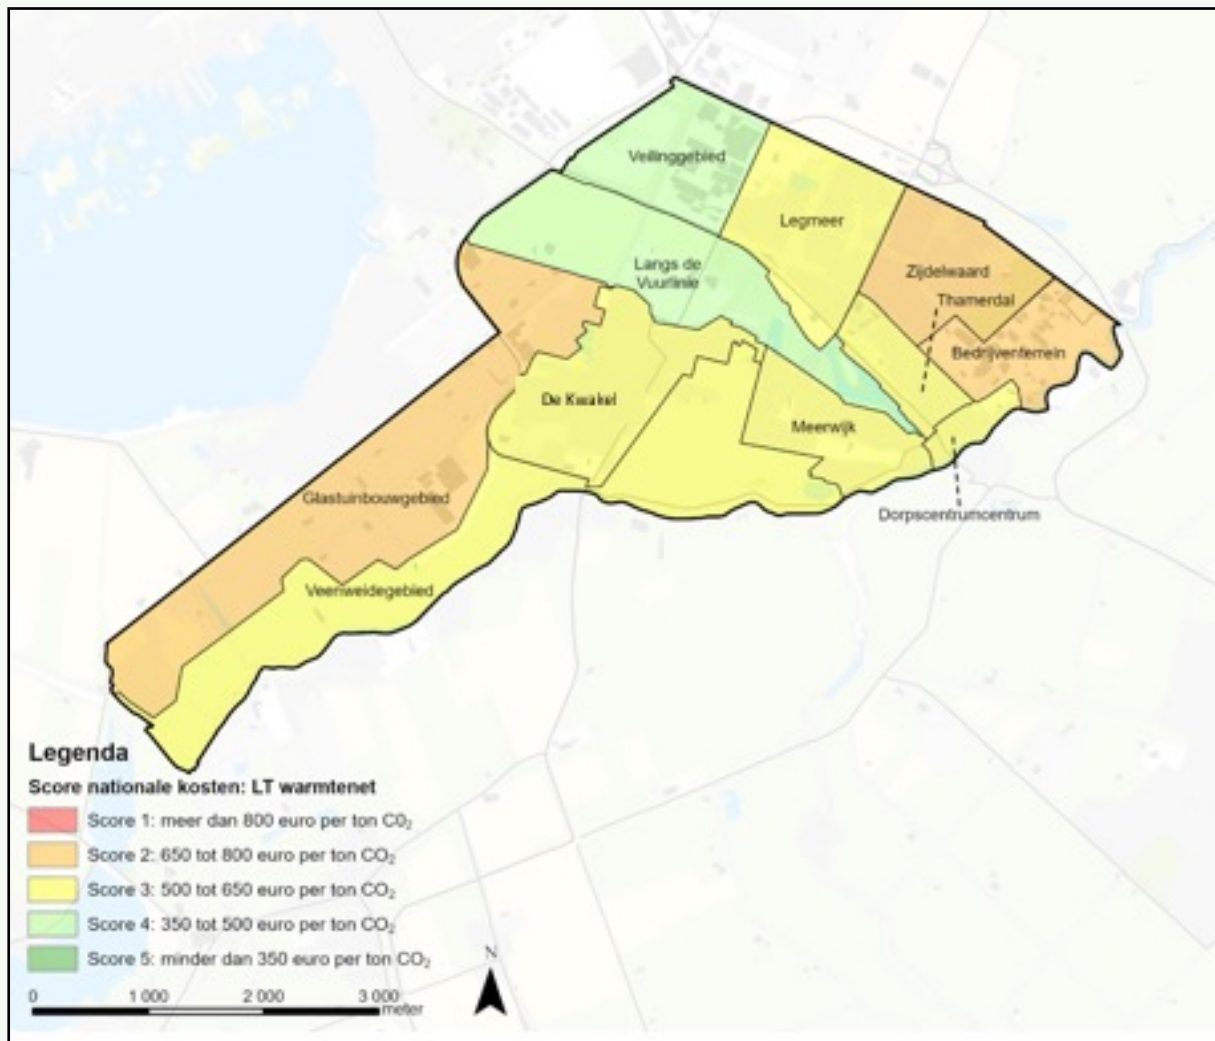 Veilinggebied
Legmeer
Langs de
Vuurlinie
Zijdelwaard
Thamerdal
Bedrijventerrein
De Kwakel
Meerwijk
Glastuinbouwgebied
Dorpscentrumcentrum
Veenweidegebied
Legenda
Score nationale kosten: LT warmtenet
Score 1: meer dan 800 euro per ton C0₂
Score 2: 650 tot 800 euro per ton CO₂
Score 3: 500 tot 650 euro per ton CO₂
Score 4: 350 tot 500 euro per ton CO₂
Score 5: minder dan 350 euro per ton CO₂
N
0 1 000 2 000 3 000
meter